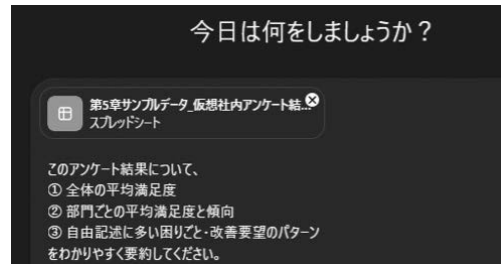 今日は何をしましょうか？
第5章サンプルデータ_仮想社内アンケート結...
スプレッドシート
このアンケート結果について、
① 全体の平均満足度
② 部門ごとの平均満足度と傾向
③ 自由記述に多い困りごと・改善要望のパターン
をわかりやすく要約してください。